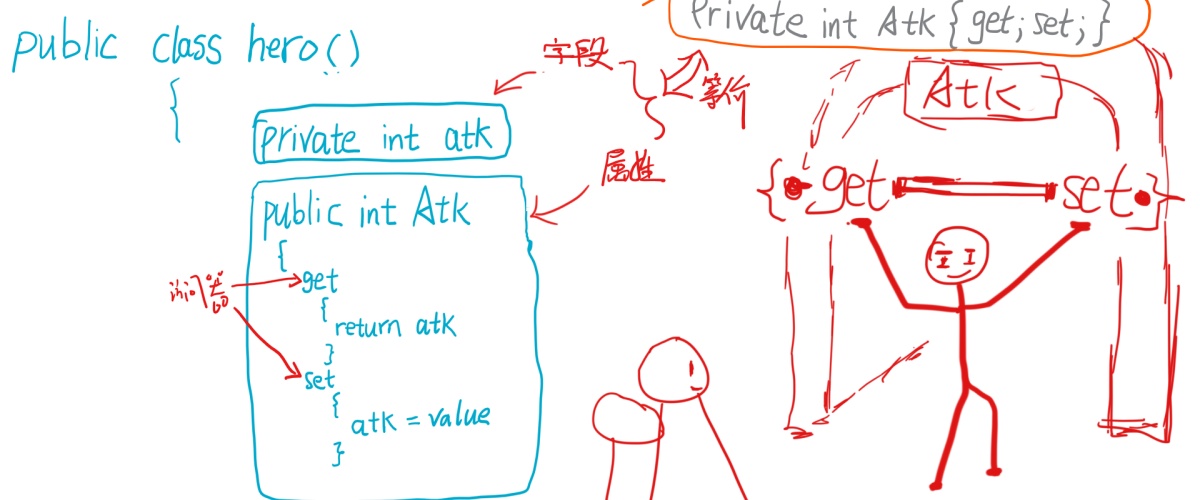 public class hero()
{
private int atk
public int Atk
{
get
{
return atk
}
set
{
atk = value
}
字段
等价
属性
访问器
Private int Atk { get; set; }
Atk
{ get set }